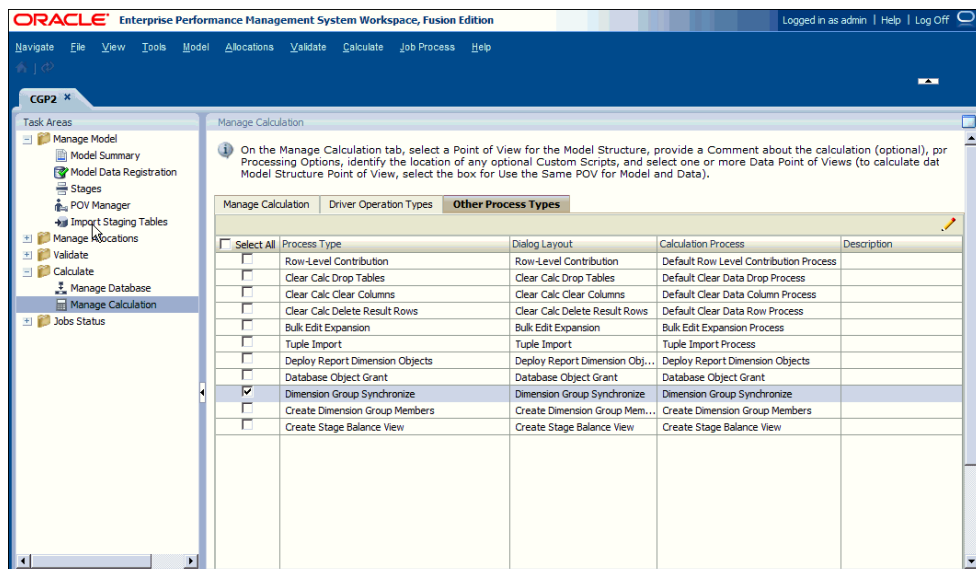 ORACLE Enterprise Performance Management System Workspace, Fusion Edition
Logged in as admin | Help | Log Off
Navigate File View Tools Model Allocations Validate Calculate Job Process Help
CGP2
Task Areas
Manage Model
Model Summary
Model Data Registration
Stages
POV Manager
Import Staging Tables
Manage Allocations
Validate
Calculate
Manage Database
Manage Calculation
Jobs Status
Manage Calculation
On the Manage Calculation tab, select a Point of View for the Model Structure, provide a Comment about the calculation (optional), pr
Processing Options, identify the location of any optional Custom Scripts, and select one or more Data Point of Views (to calculate dat
Model Structure Point of View, select the box for Use the Same POV for Model and Data).
Manage Calculation Driver Operation Types Other Process Types
Select All Process Type Dialog Layout Calculation Process Description
Row-Level Contribution Row-Level Contribution Default Row Level Contribution Process
Clear Calc Drop Tables Clear Calc Drop Tables Default Clear Data Drop Process
Clear Calc Clear Columns Clear Calc Clear Columns Default Clear Data Column Process
Clear Calc Delete Result Rows Clear Calc Delete Result Rows Default Clear Data Row Process
Bulk Edit Expansion Bulk Edit Expansion Bulk Edit Expansion Process
Tuple Import Tuple Import Tuple Import Process
Deploy Report Dimension Objects Deploy Report Dimension Obj... Deploy Report Dimension Objects
Database Object Grant Database Object Grant Database Object Grant
Dimension Group Synchronize Dimension Group Synchronize Dimension Group Synchronize
Create Dimension Group Members Create Dimension Group Mem... Create Dimension Group Members
Create Stage Balance View Create Stage Balance View Create Stage Balance View